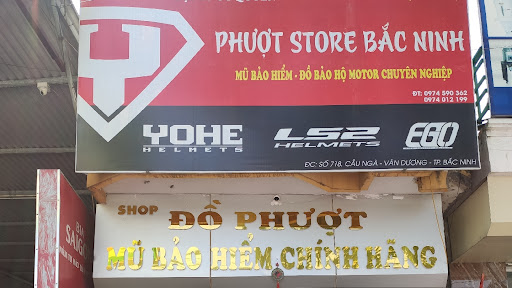 PHƯỢT STORE BẮC NINH
MŨ BẢO HIỂM - ĐỒ BẢO HỘ MOTOR CHUYÊN NGHIỆP
ĐT: 0974 590 362
0974 012 199
YOHE HELMETS
LS2 HELMETS
EGO
ĐC: SỐ 718, CẦU NGÀ - VÂN DƯƠNG - TP. BẮC NINH
SHOP ĐỒ PHƯỢT
MŨ BẢO HIỂM CHÍNH HÃNG